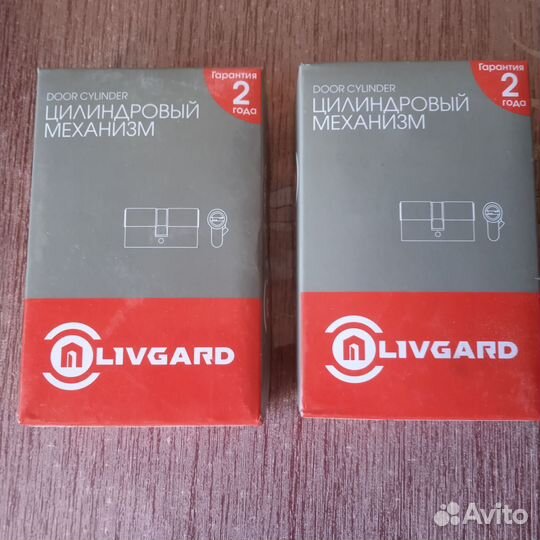 DOOR CYLINDER
ЦИЛИНДРОВЫЙ
МЕХАНИЗМ
Гарантия
2
года
LIVGARD
DOOR CYLINDER
ЦИЛИНДРОВЫЙ
МЕХАНИЗМ
Гарантия
2
года
LIVGARD
Avito